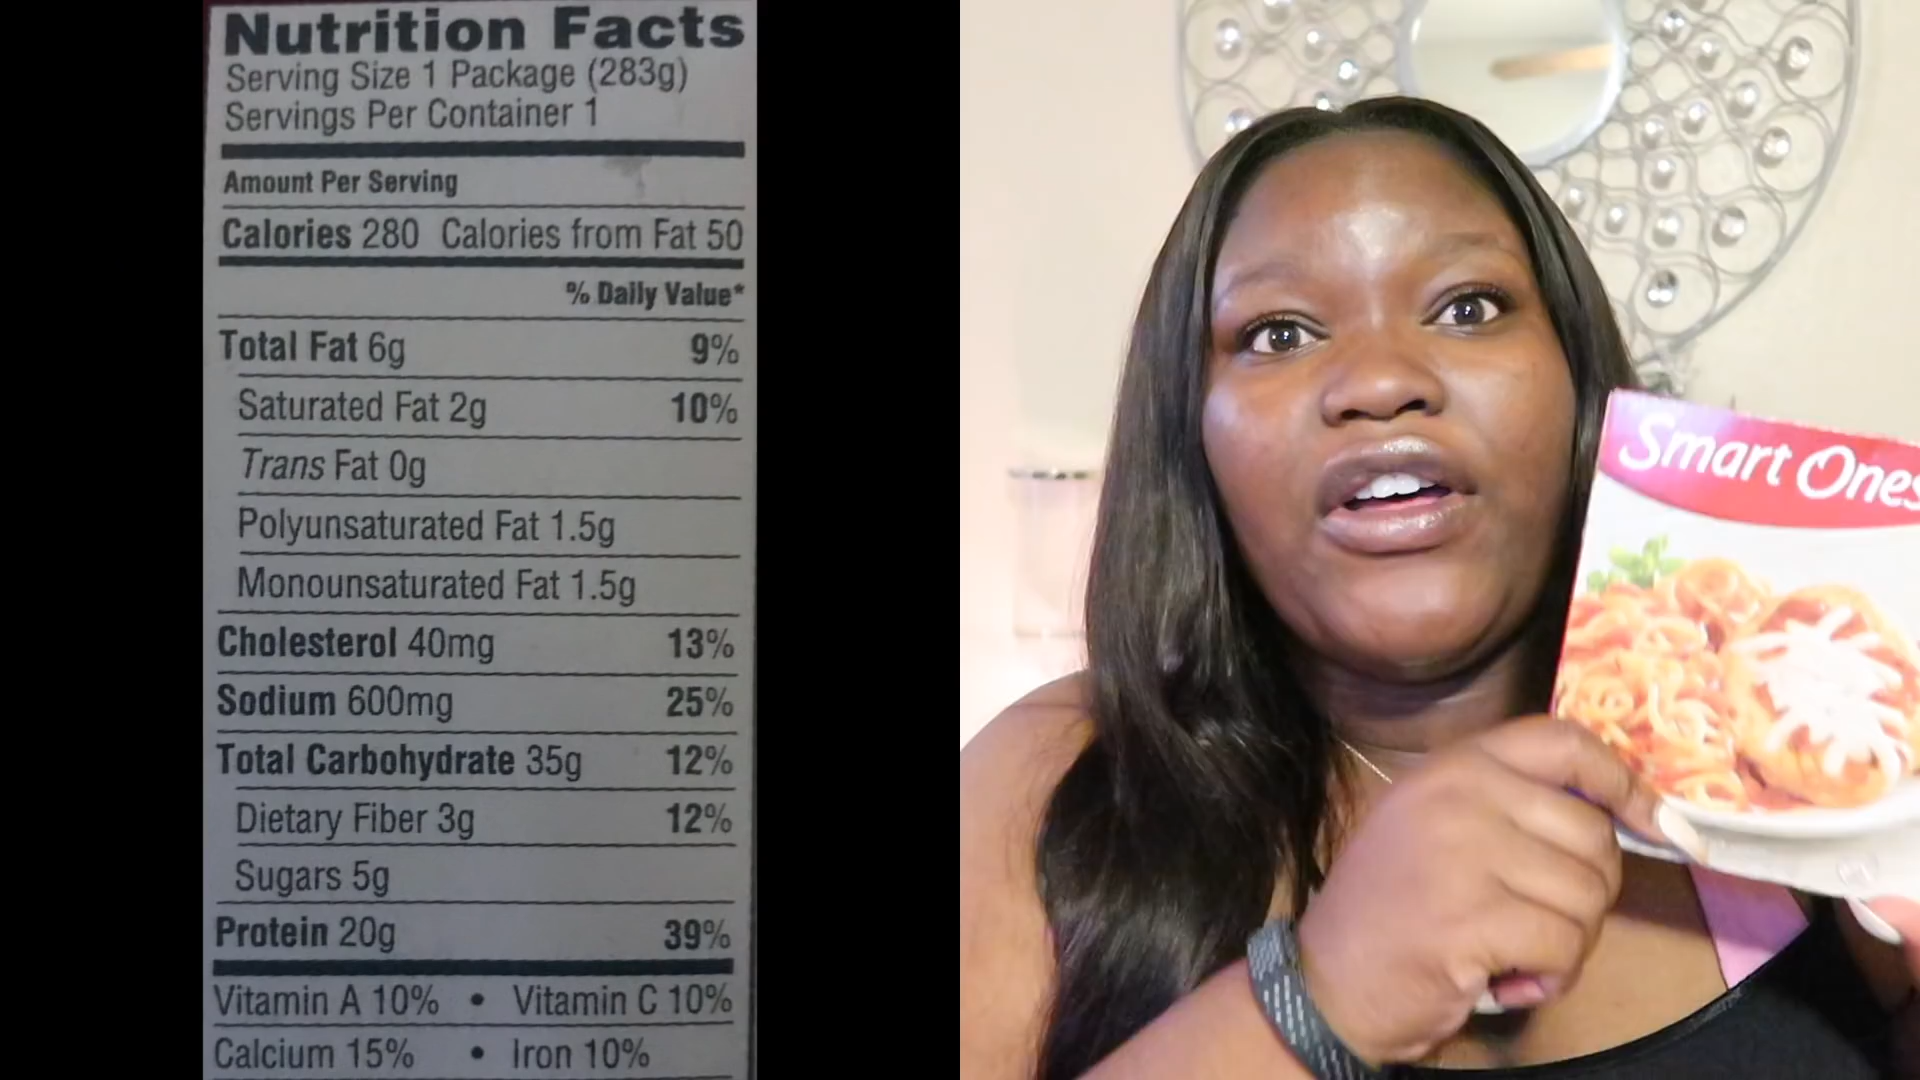 Nutrition Facts
Serving Size 1 Package (283g)
Servings Per Container 1
Amount Per Serving
Calories 280 Calories from Fat 50
% Daily Value*
Total Fat 6g 9%
Saturated Fat 2g 10%
Trans Fat 0g
Polyunsaturated Fat 1.5g
Monounsaturated Fat 1.5g
Cholesterol 40mg 13%
Sodium 600mg 25%
Total Carbohydrate 35g 12%
Dietary Fiber 3g 12%
Sugars 5g
Protein 20g 39%
Vitamin A 10% • Vitamin C 10%
Calcium 15% • Iron 10%
Smart Ones